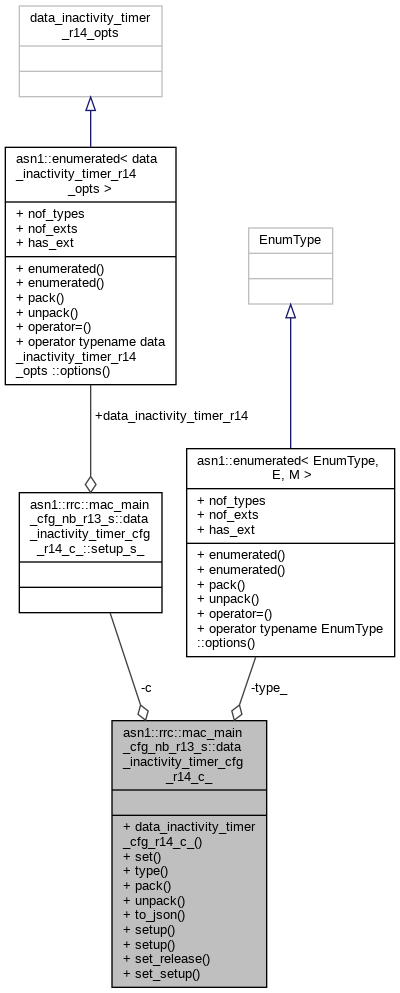 data_inactivity_timer
_r14_opts
asn1::enumerated< data
_inactivity_timer_r14
_opts >
+ nof_types
+ nof_exts
+ has_ext
+ enumerated()
+ enumerated()
+ pack()
+ unpack()
+ operator=()
+ operator typename data
_inactivity_timer_r14
_opts ::options()
EnumType
+data_inactivity_timer_r14
asn1::enumerated< EnumType,
E, M >
+ nof_types
+ nof_exts
+ has_ext
+ enumerated()
+ enumerated()
+ pack()
+ unpack()
+ operator=()
+ operator typename EnumType
::options()
asn1::rrc::mac_main
_cfg_nb_r13_s::data
_inactivity_timer_cfg
_r14_c_::setup_s_
-c
-type_
asn1::rrc::mac_main
_cfg_nb_r13_s::data
_inactivity_timer_cfg
_r14_c_
+ data_inactivity_timer
_cfg_r14_c_()
+ set()
+ type()
+ pack()
+ unpack()
+ to_json()
+ setup()
+ setup()
+ set_release()
+ set_setup()